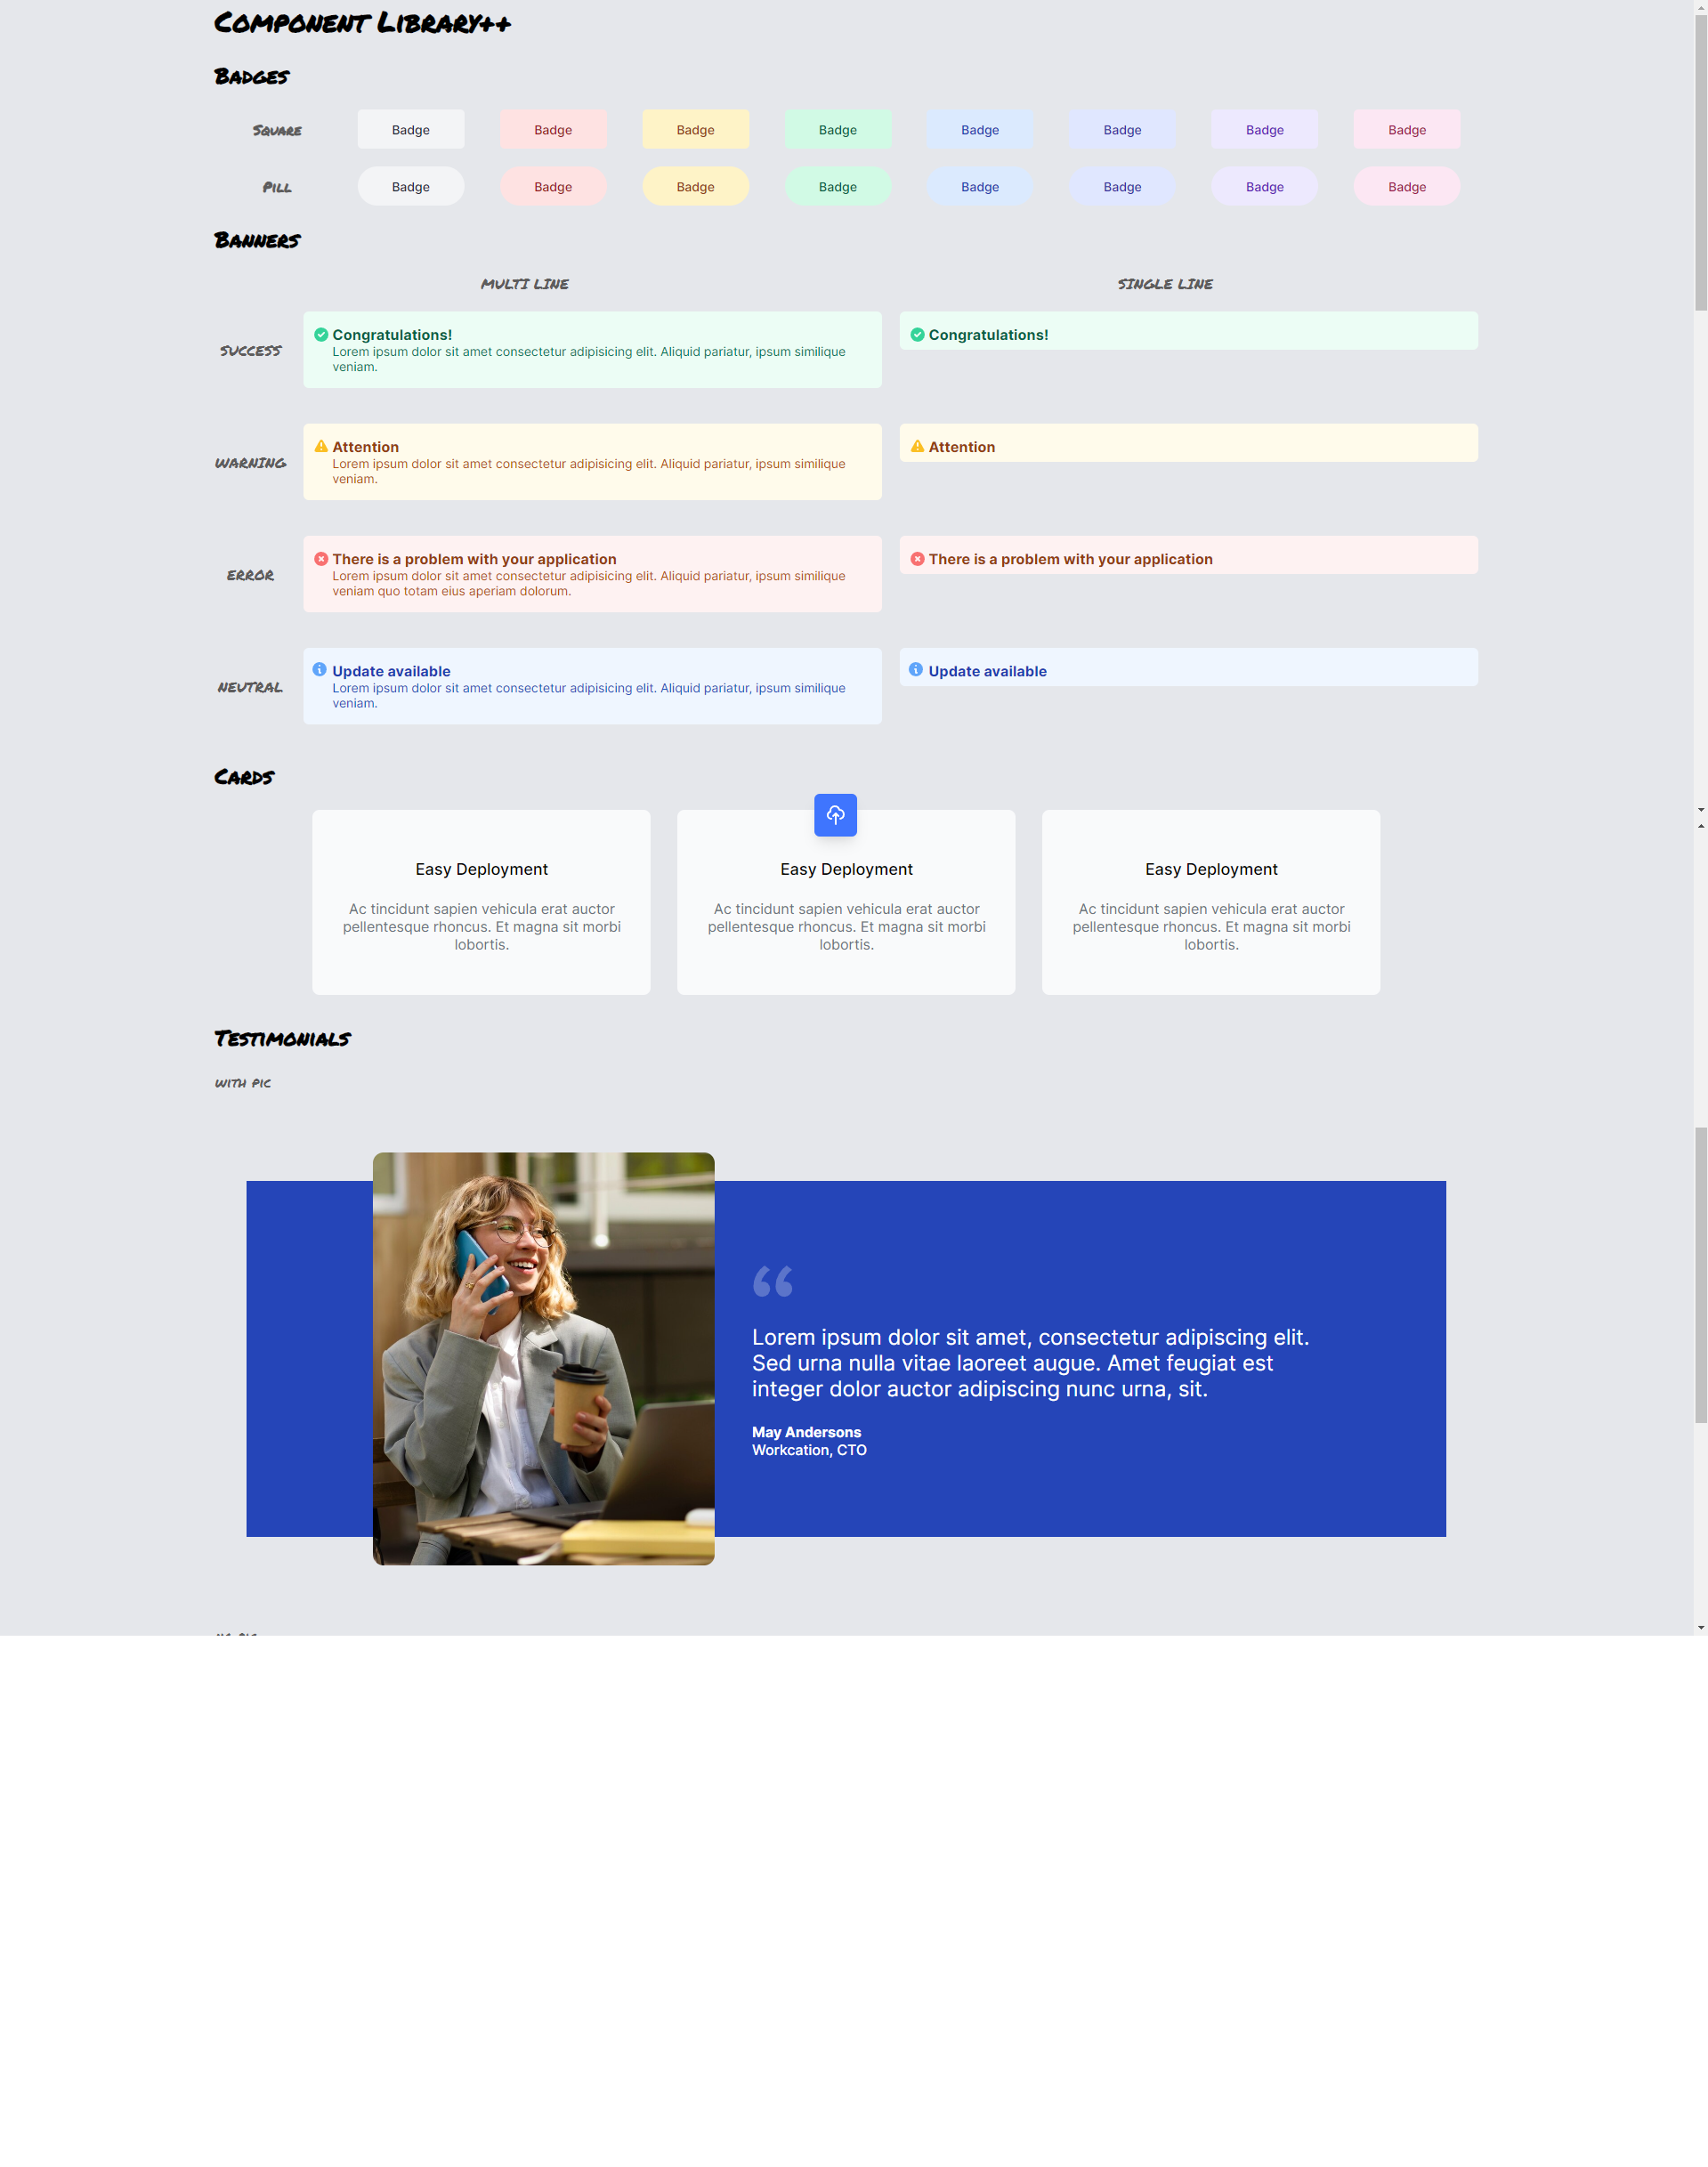 Component Library++
Badges
Square Badge Badge Badge Badge Badge Badge Badge Badge
Pill Badge Badge Badge Badge Badge Badge Badge Badge
Banners
MULTI LINE SINGLE LINE
SUCCESS
Congratulations!
Lorem ipsum dolor sit amet consectetur adipisicing elit. Aliquid pariatur, ipsum similique
veniam.
Congratulations!
WARNING
Attention
Lorem ipsum dolor sit amet consectetur adipisicing elit. Aliquid pariatur, ipsum similique
veniam.
Attention
ERROR
There is a problem with your application
Lorem ipsum dolor sit amet consectetur adipisicing elit. Aliquid pariatur, ipsum similique
veniam quo totam eius aperiam dolorum.
There is a problem with your application
NEUTRAL
Update available
Lorem ipsum dolor sit amet consectetur adipisicing elit. Aliquid pariatur, ipsum similique
veniam.
Update available
Cards
Easy Deployment
Ac tincidunt sapien vehicula erat auctor
pellentesque rhoncus. Et magna sit morbi
lobortis.
Easy Deployment
Ac tincidunt sapien vehicula erat auctor
pellentesque rhoncus. Et magna sit morbi
lobortis.
Easy Deployment
Ac tincidunt sapien vehicula erat auctor
pellentesque rhoncus. Et magna sit morbi
lobortis.
Testimonials
WITH PIC
“
Lorem ipsum dolor sit amet, consectetur adipiscing elit.
Sed urna nulla vitae laoreet augue. Amet feugiat est
integer dolor auctor adipiscing nunc urna, sit.
May Andersons
Workcation, CTO